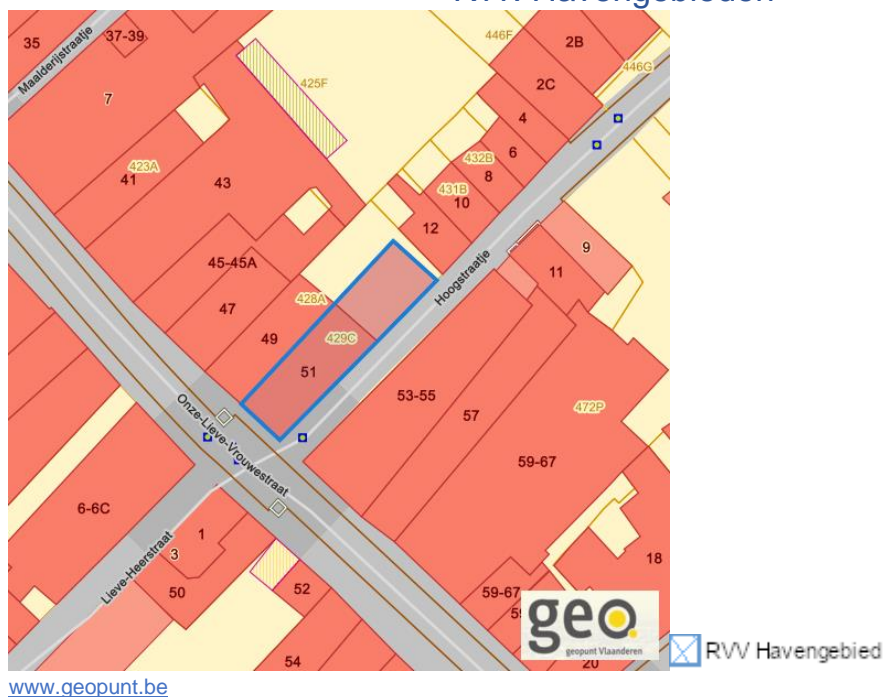 RVV Havengebieden
35
37-39
Maalderijstraatje
7
425F
446F
2B
446G
2C
4
6
432B
8
431B
10
12
423A
41
43
45-45A
47
428A
49
429C
51
Hoogstraatje
9
11
53-55
57
472P
59-67
Onze-Lieve-Vrouwestraat
6-6C
1
3
Lieve-Heerstraat
50
52
54
59-67
18
20
geo
geopunt Vlaanderen
RVV Havengebied
www.geopunt.be